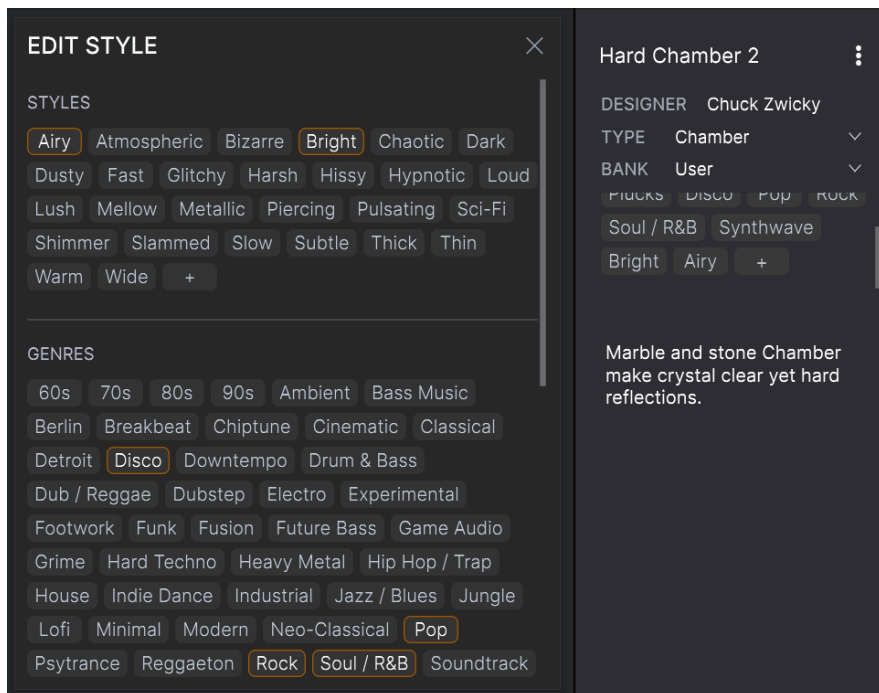 EDIT STYLE
STYLES
Airy Atmospheric Bizarre Bright Chaotic Dark
Dusty Fast Glitchy Harsh Hissy Hypnotic Loud
Lush Mellow Metallic Piercing Pulsating Sci-Fi
Shimmer Slammed Slow Subtle Thick Thin
Warm Wide +
GENRES
60s 70s 80s 90s Ambient Bass Music
Berlin Breakbeat Chiptune Cinematic Classical
Detroit Disco Downtempo Drum & Bass
Dub / Reggae Dubstep Electro Experimental
Footwork Funk Fusion Future Bass Game Audio
Grime Hard Techno Heavy Metal Hip Hop / Trap
House Indie Dance Industrial Jazz / Blues Jungle
Lofi Minimal Modern Neo-Classical Pop
Psytrance Reggaeton Rock Soul / R&B Soundtrack
Hard Chamber 2
DESIGNER Chuck Zwicky
TYPE Chamber
BANK User
Plucks Disco Pop Rock
Soul / R&B Synthwave
Bright Airy +
Marble and stone Chamber
make crystal clear yet hard
reflections.